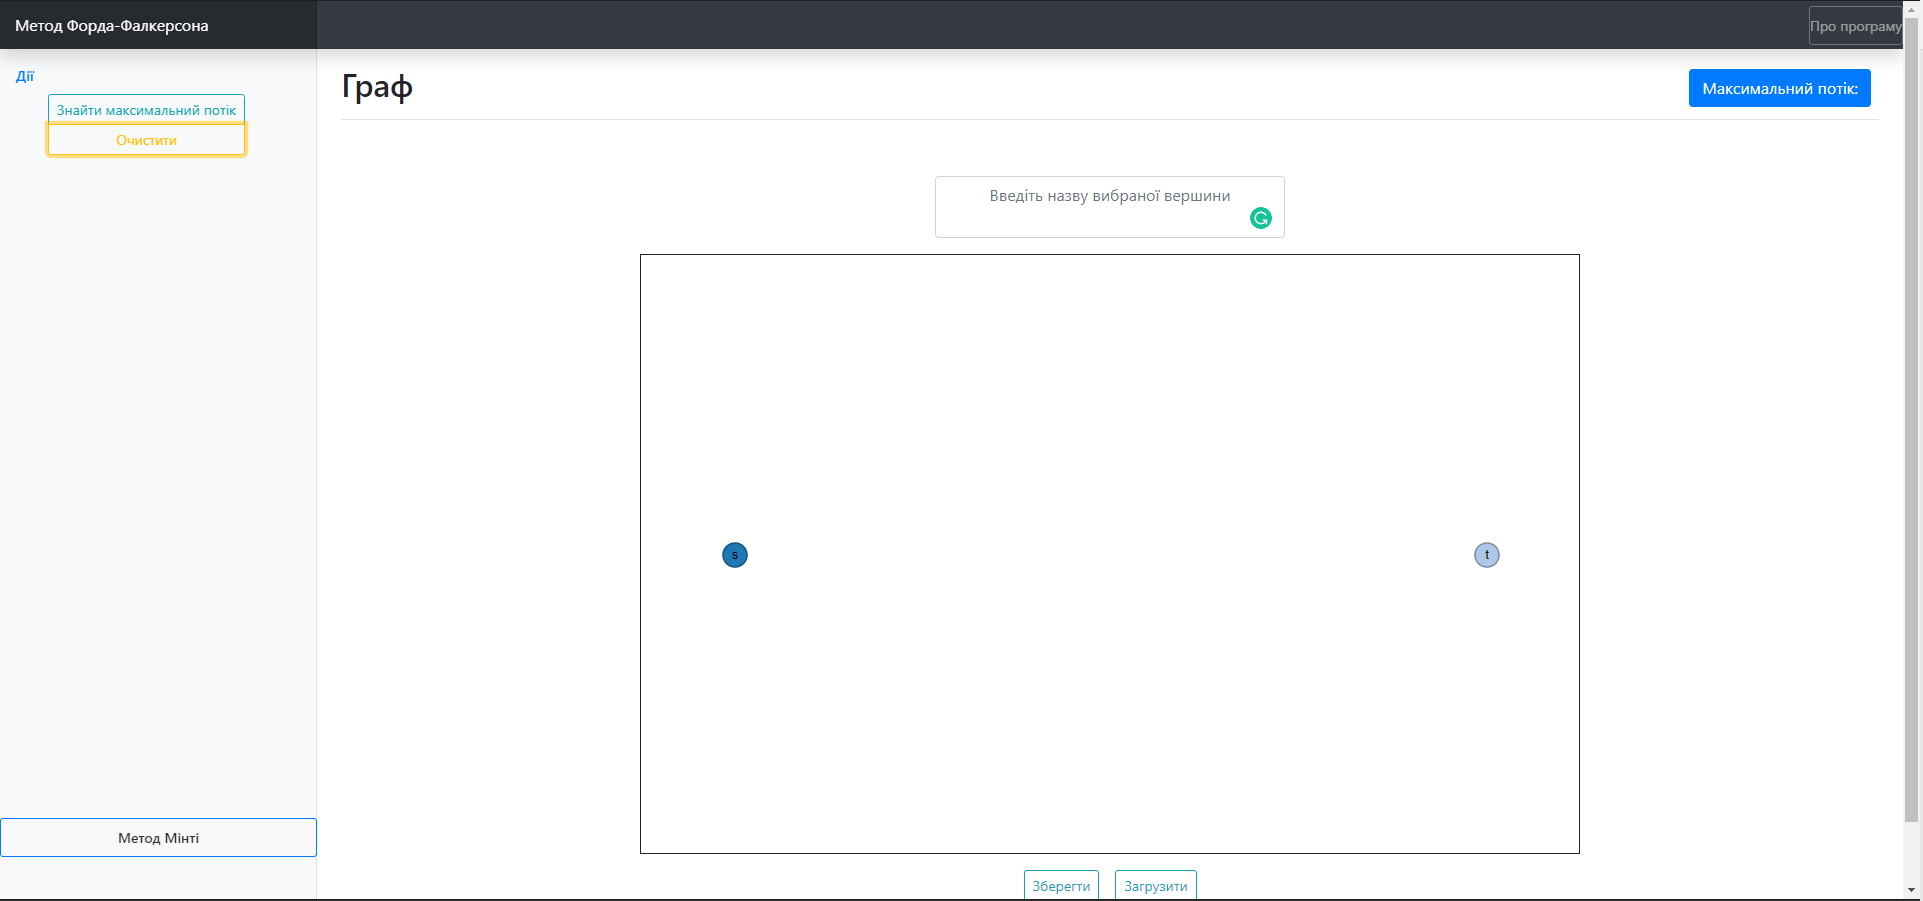 Метод Форда-Фалкерсона
Про програму
Дії
Знайти максимальний потік
Очистити
Граф
Максимальний потік:
Введіть назву вибраної вершини
s
t
Метод Мінті
Зберегти
Загрузити